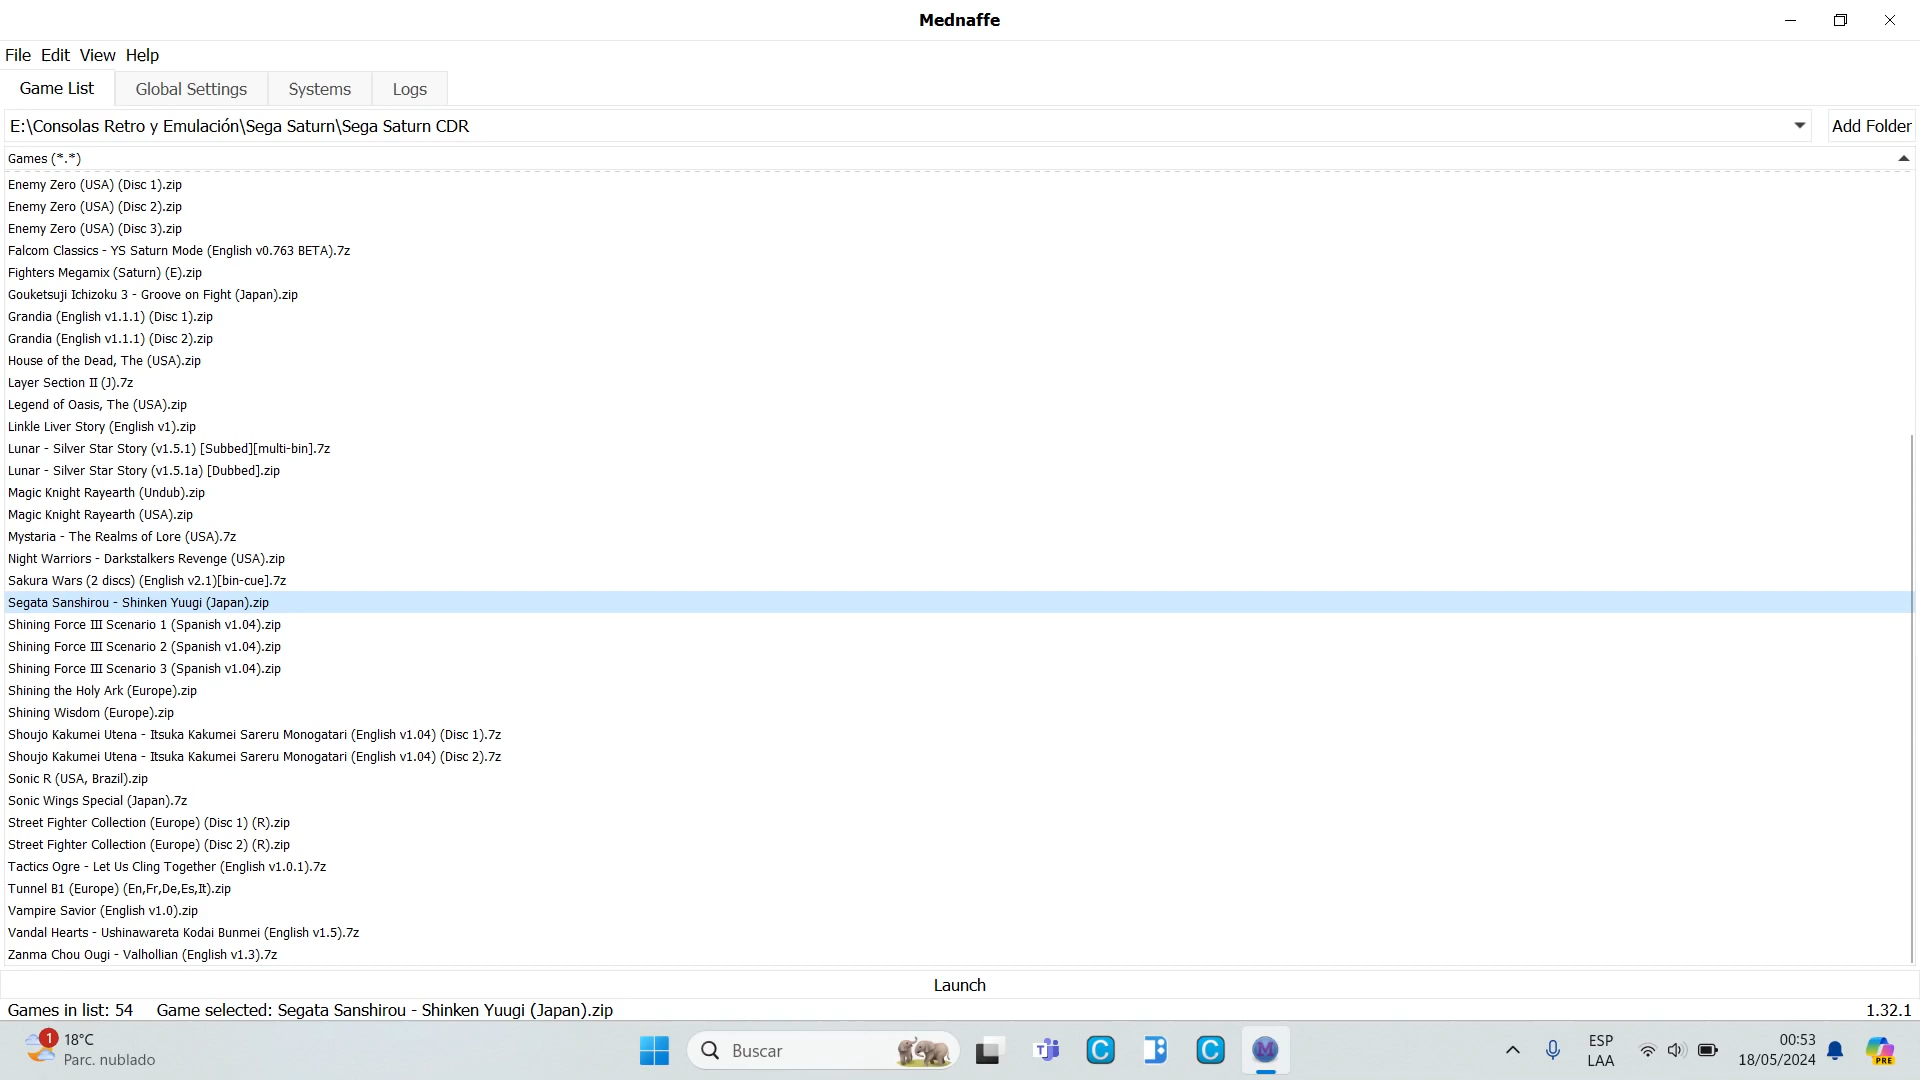 Mednaffe
File Edit View Help
Game List Global Settings Systems Logs
E:\Consolas Retro y Emulación\Sega Saturn\Sega Saturn CDR Add Folder
Games (*.*)
Enemy Zero (USA) (Disc 1).zip
Enemy Zero (USA) (Disc 2).zip
Enemy Zero (USA) (Disc 3).zip
Falcom Classics - YS Saturn Mode (English v0.763 BETA).7z
Fighters Megamix (Saturn) (E).zip
Gouketsuji Ichizoku 3 - Groove on Fight (Japan).zip
Grandia (English v1.1.1) (Disc 1).zip
Grandia (English v1.1.1) (Disc 2).zip
House of the Dead, The (USA).zip
Layer Section II (J).7z
Legend of Oasis, The (USA).zip
Linkle Liver Story (English v1).zip
Lunar - Silver Star Story (v1.5.1) [Subbed][multi-bin].7z
Lunar - Silver Star Story (v1.5.1a) [Dubbed].zip
Magic Knight Rayearth (Undub).zip
Magic Knight Rayearth (USA).zip
Mystaria - The Realms of Lore (USA).7z
Night Warriors - Darkstalkers Revenge (USA).zip
Sakura Wars (2 discs) (English v2.1)[bin-cue].7z
Segata Sanshirou - Shinken Yuugi (Japan).zip
Shining Force III Scenario 1 (Spanish v1.04).zip
Shining Force III Scenario 2 (Spanish v1.04).zip
Shining Force III Scenario 3 (Spanish v1.04).zip
Shining the Holy Ark (Europe).zip
Shining Wisdom (Europe).zip
Shoujo Kakumei Utena - Itsuka Kakumei Sareru Monogatari (English v1.04) (Disc 1).7z
Shoujo Kakumei Utena - Itsuka Kakumei Sareru Monogatari (English v1.04) (Disc 2).7z
Sonic R (USA, Brazil).zip
Sonic Wings Special (Japan).7z
Street Fighter Collection (Europe) (Disc 1) (R).zip
Street Fighter Collection (Europe) (Disc 2) (R).zip
Tactics Ogre - Let Us Cling Together (English v1.0.1).7z
Tunnel B1 (Europe) (En,Fr,De,Es,It).zip
Vampire Savior (English v1.0).zip
Vandal Hearts - Ushinawareta Kodai Bunmei (English v1.5).7z
Zanma Chou Ougi - Valhollian (English v1.3).7z
Launch
Games in list: 54 Game selected: Segata Sanshirou - Shinken Yuugi (Japan).zip 1.32.1
1 18°C
Parc. nublado
Buscar
T
C
B
C
M
ESP
LAA
00:53
18/05/2024
PRE